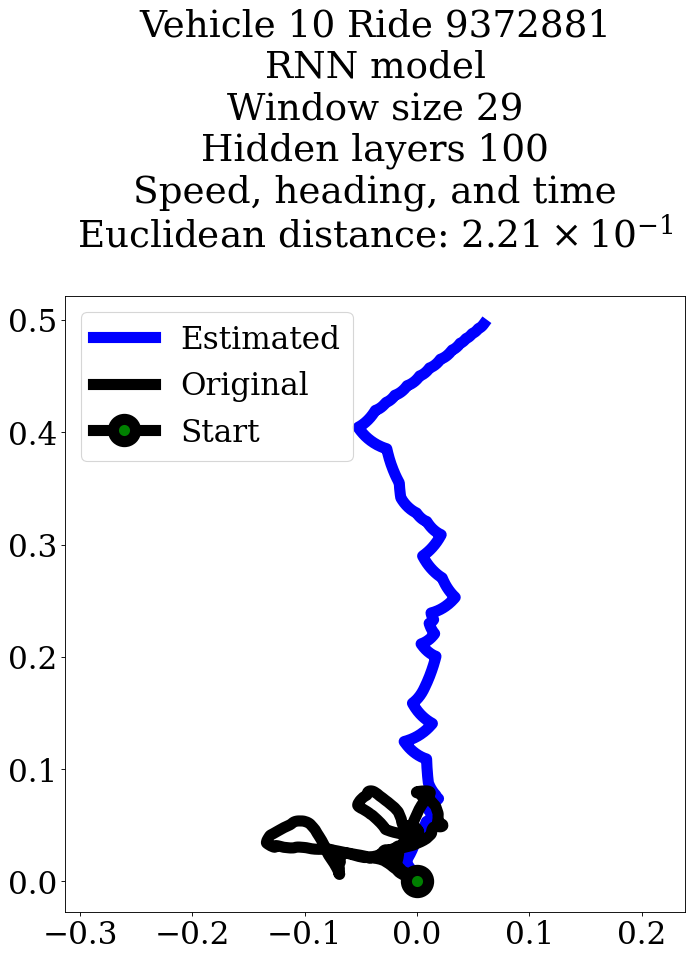 Vehicle 10 Ride 9372881
RNN model
Window size 29
Hidden layers 100
Speed, heading, and time
Euclidean distance: 2.21 × 10⁻¹
Estimated
Original
Start
0.5
0.4
0.3
0.2
0.1
0.0
−0.3 −0.2 −0.1 0.0 0.1 0.2